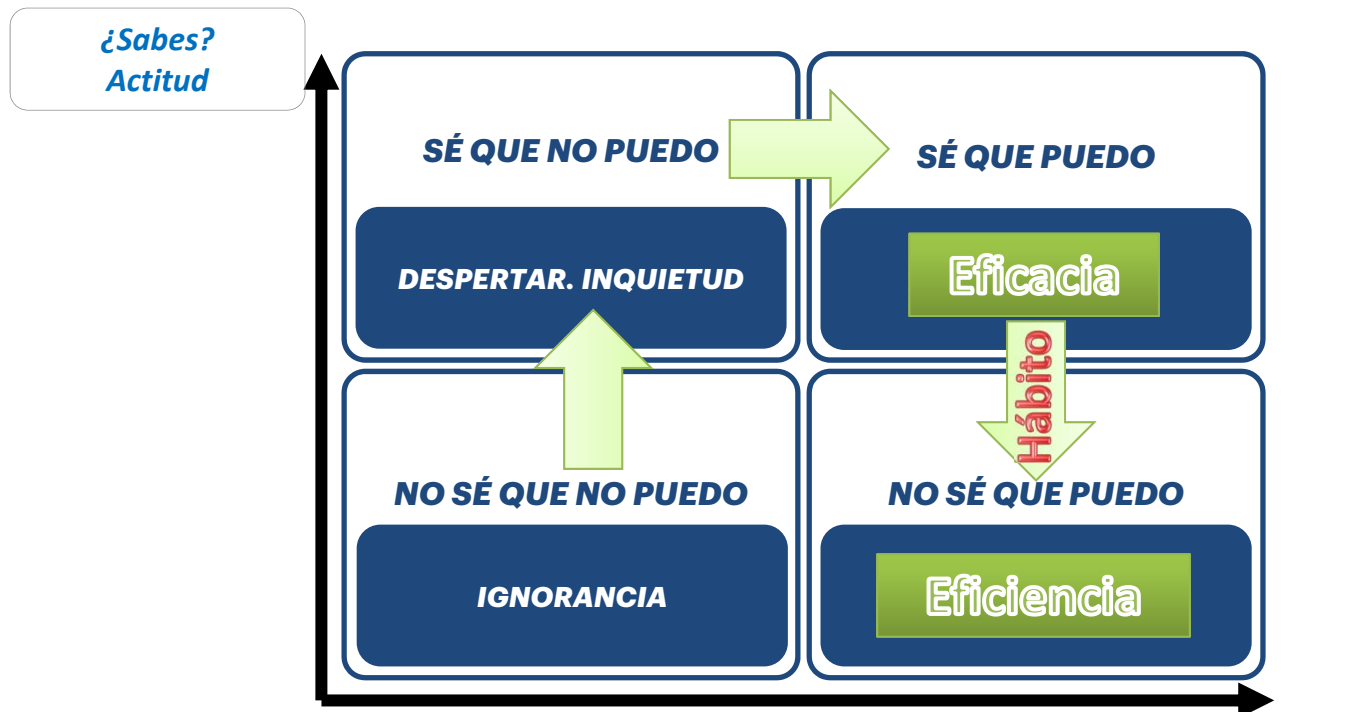 ¿Sabes?
Actitud
SÉ QUE NO PUEDO
SÉ QUE PUEDO
DESPERTAR. INQUIETUD
Eficacia
Hábito
NO SÉ QUE NO PUEDO
NO SÉ QUE PUEDO
IGNORANCIA
Eficiencia